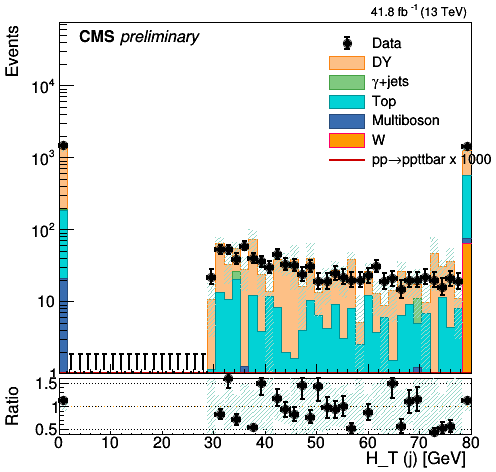 41.8 fb⁻¹ (13 TeV)
CMS preliminary
Events
Data
DY
γ+jets
Top
Multiboson
W
pp→ppttbar x 1000
10⁴
10³
10²
10
1
Ratio
1.5
1
0.5
0 10 20 30 40 50 60 70 80
H_T (j) [GeV]